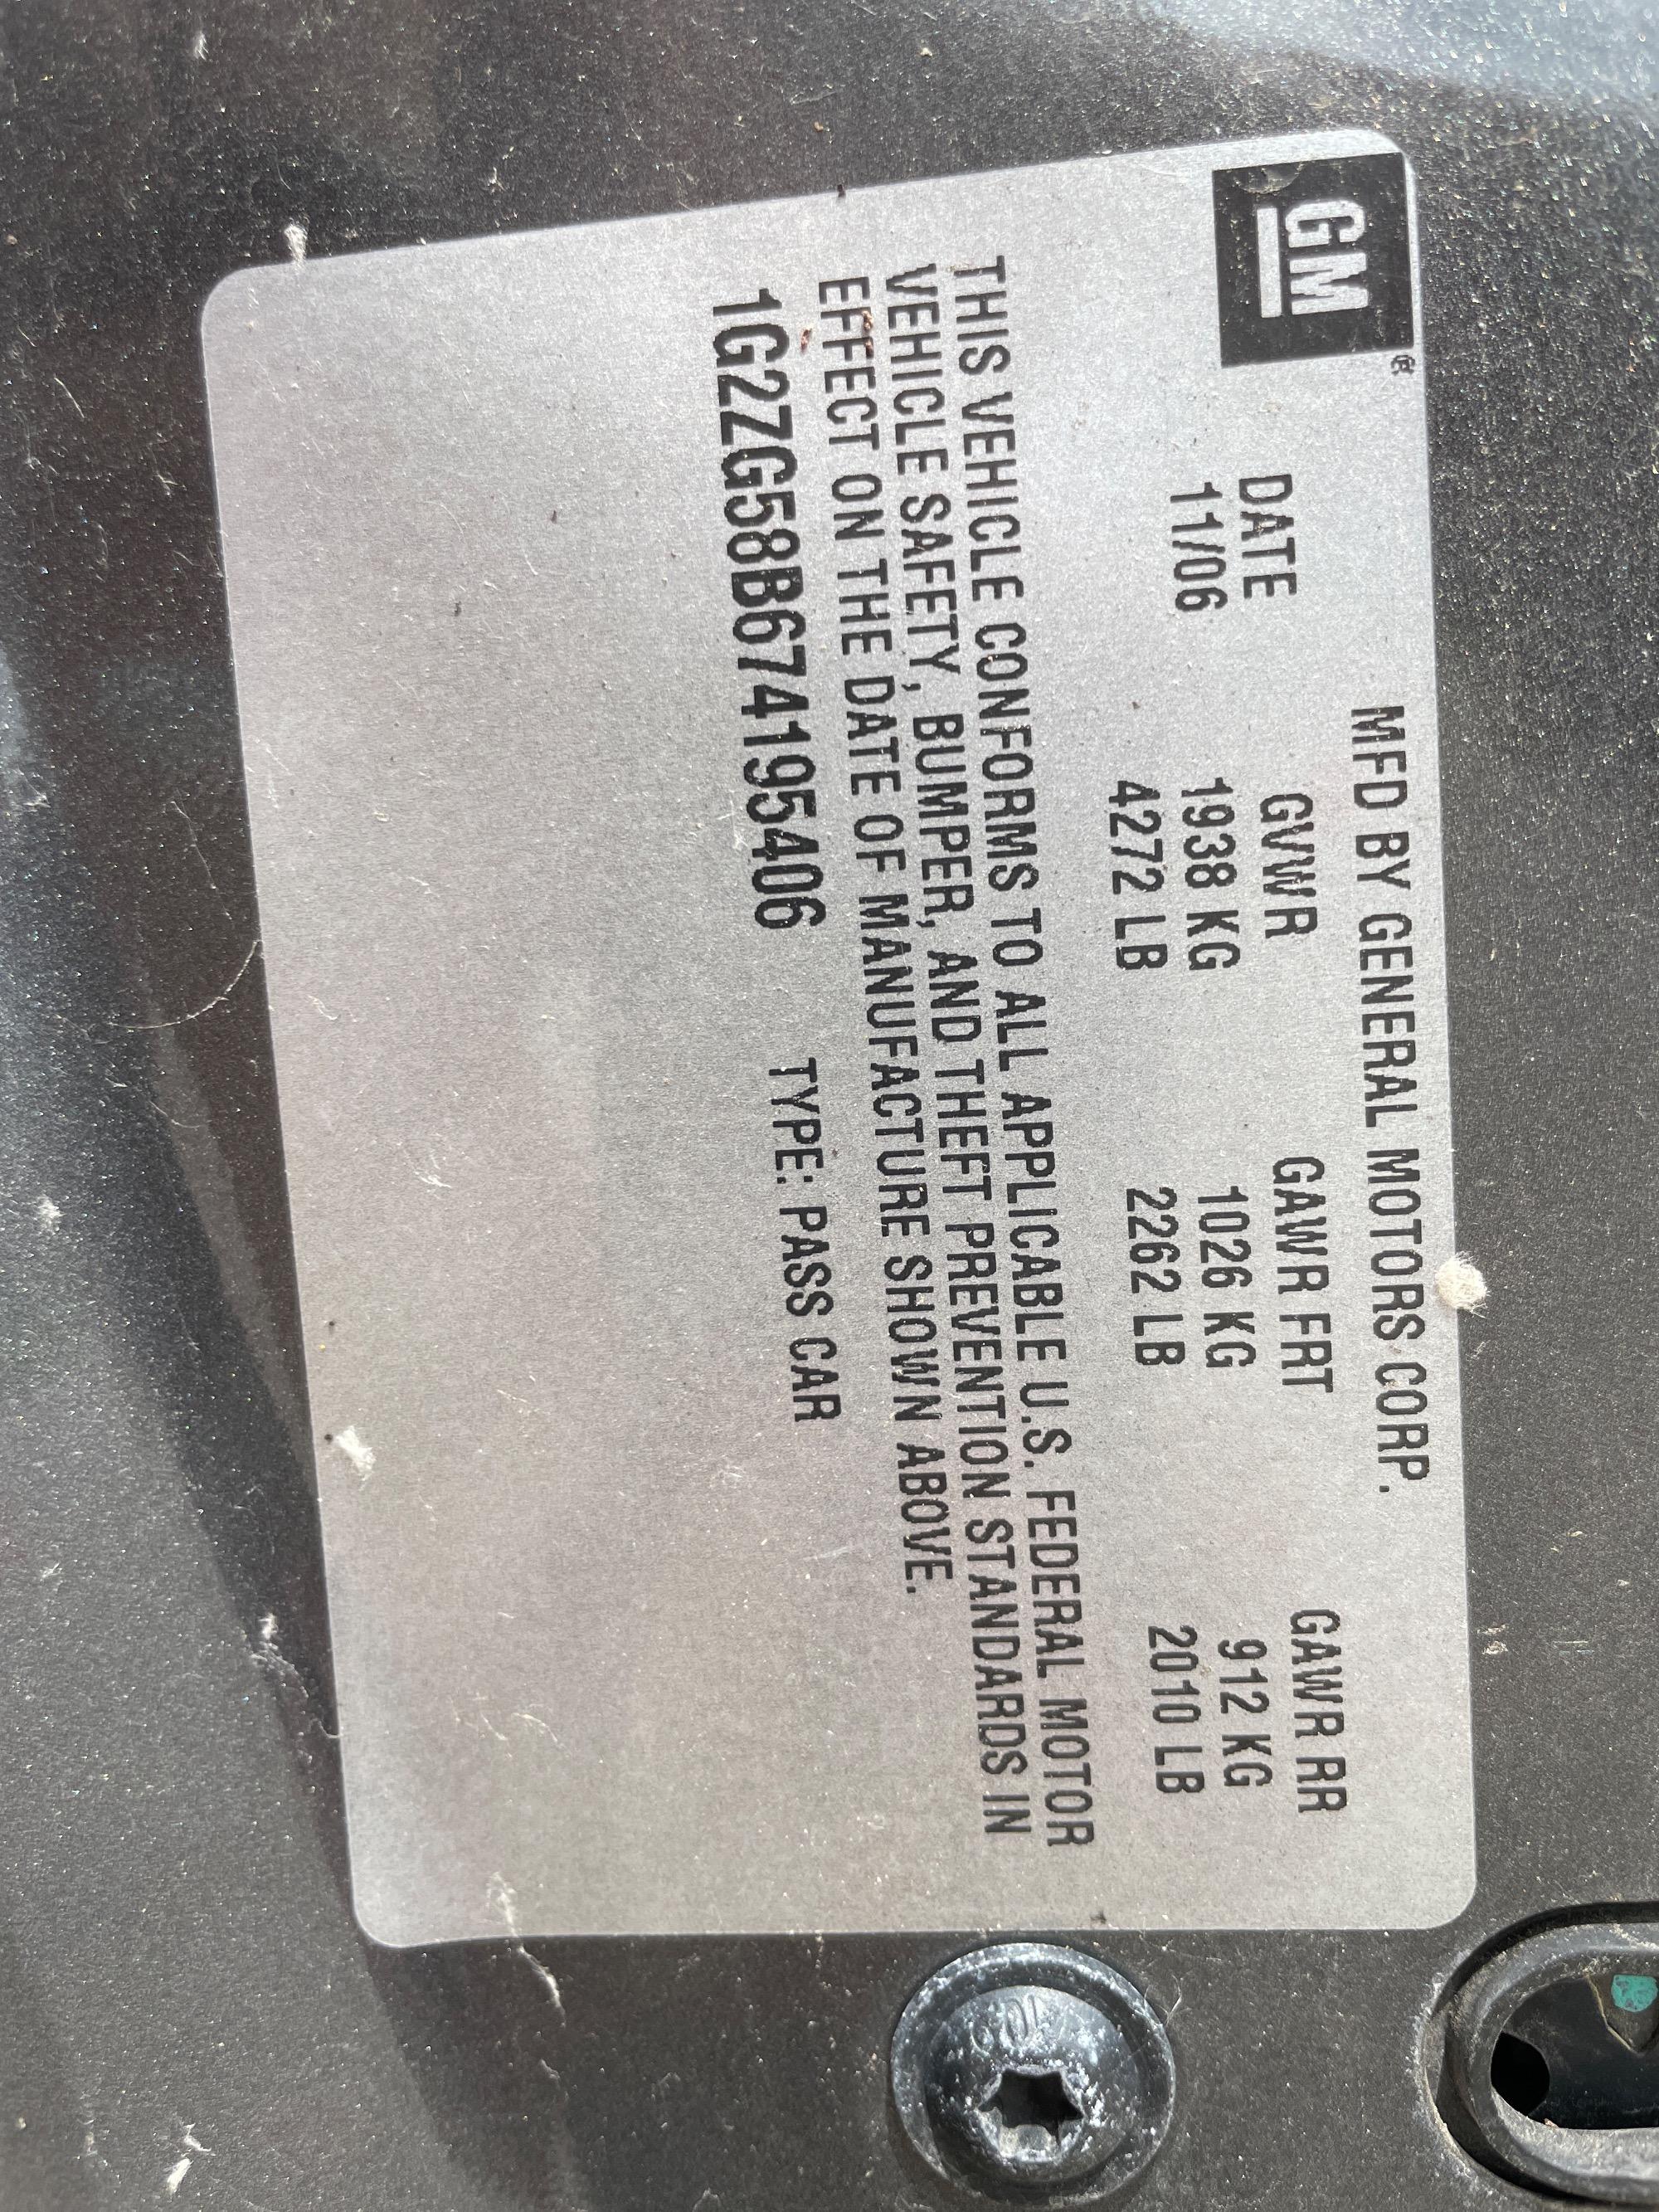 GM ®
MFD BY GENERAL MOTORS CORP.
DATE GVWR GAWR FRT GAWR RR
11/06 1938 KG 1026 KG 912 KG
4272 LB 2262 LB 2010 LB
THIS VEHICLE CONFORMS TO ALL APPLICABLE U.S. FEDERAL MOTOR
VEHICLE SAFETY, BUMPER, AND THEFT PREVENTION STANDARDS IN
EFFECT ON THE DATE OF MANUFACTURE SHOWN ABOVE.
1G2ZG58B674195406 TYPE: PASS CAR